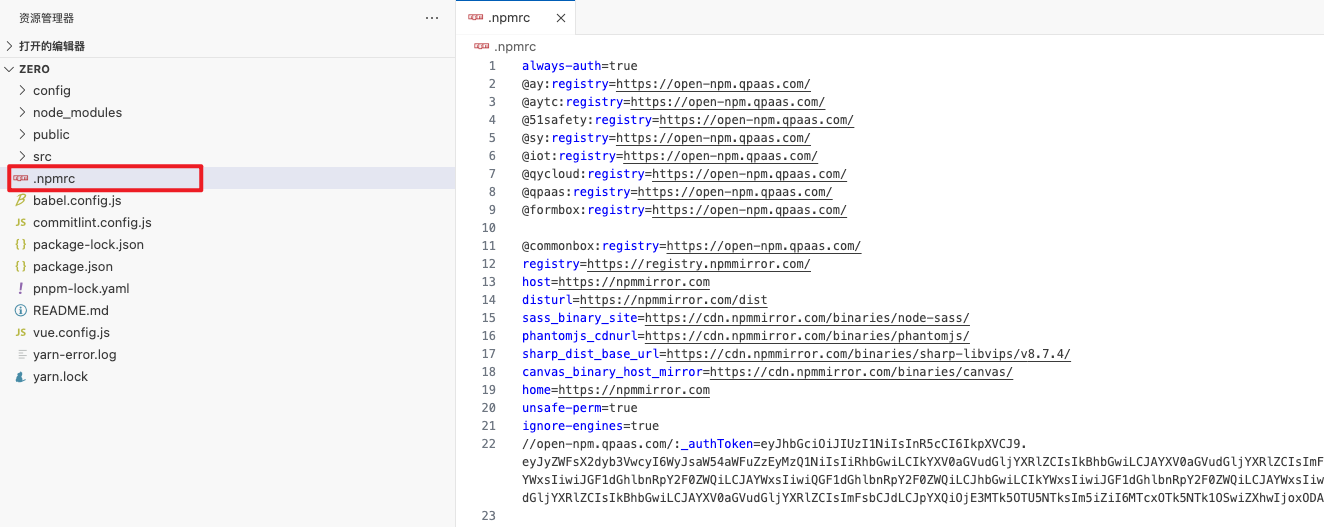 资源管理器
打开的编辑器
ZERO
config
node_modules
public
src
.npmrc
babel.config.js
commitlint.config.js
package-lock.json
package.json
pnpm-lock.yaml
README.md
vue.config.js
yarn-error.log
yarn.lock
.npmrc
.npmrc
1 always-auth=true
2 @ay:registry=https://open-npm.qpaas.com/
3 @aytc:registry=https://open-npm.qpaas.com/
4 @51safety:registry=https://open-npm.qpaas.com/
5 @sy:registry=https://open-npm.qpaas.com/
6 @iot:registry=https://open-npm.qpaas.com/
7 @qycloud:registry=https://open-npm.qpaas.com/
8 @qpaas:registry=https://open-npm.qpaas.com/
9 @formbox:registry=https://open-npm.qpaas.com/
10
11 @commonbox:registry=https://open-npm.qpaas.com/
12 registry=https://registry.npmmirror.com/
13 host=https://npmmirror.com
14 disturl=https://npmmirror.com/dist
15 sass_binary_site=https://cdn.npmmirror.com/binaries/node-sass/
16 phantomjs_cdnurl=https://cdn.npmmirror.com/binaries/phantomjs/
17 sharp_dist_base_url=https://cdn.npmmirror.com/binaries/sharp-libvips/v8.7.4/
18 canvas_binary_host_mirror=https://cdn.npmmirror.com/binaries/canvas/
19 home=https://npmmirror.com
20 unsafe-perm=true
21 ignore-engines=true
22 //open-npm.qpaas.com/:_authToken=eyJhbGciOiJIUzI1NiIsInR5cCI6IkpXVCJ9.
23